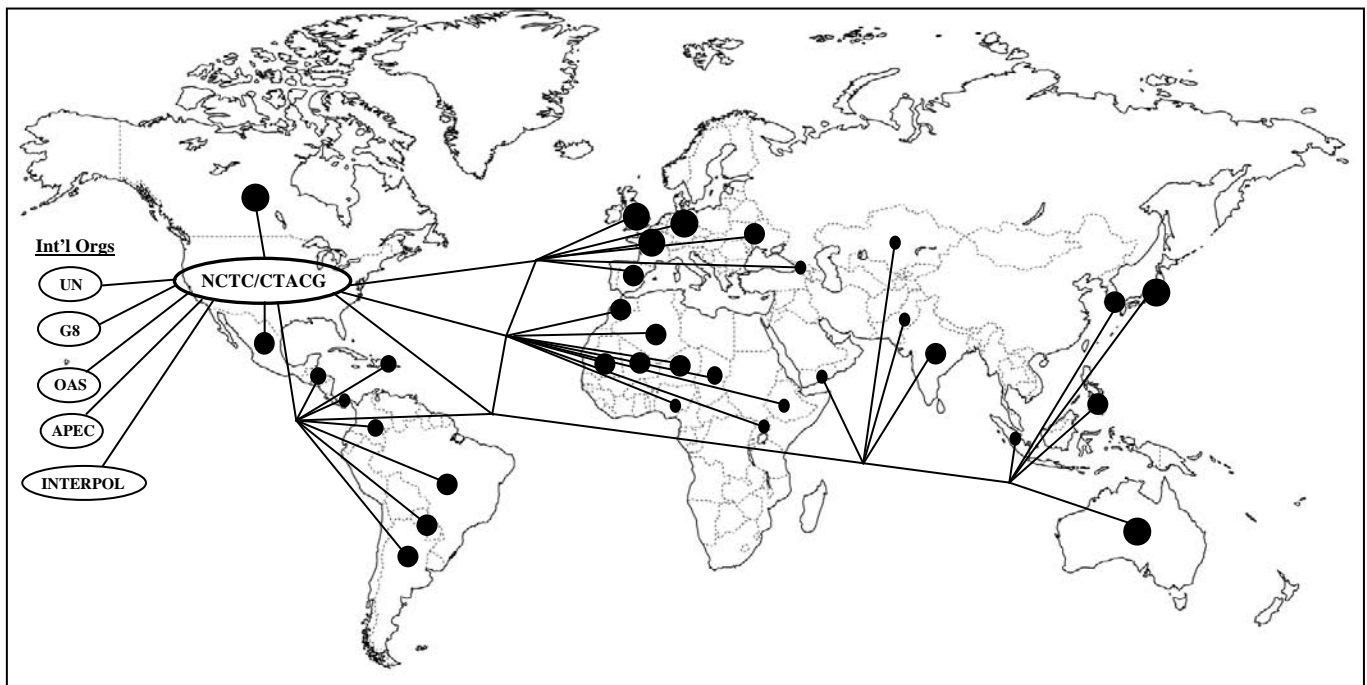 Int'l Orgs
UN
NCTC/CTACG
G8
OAS
APEC
INTERPOL